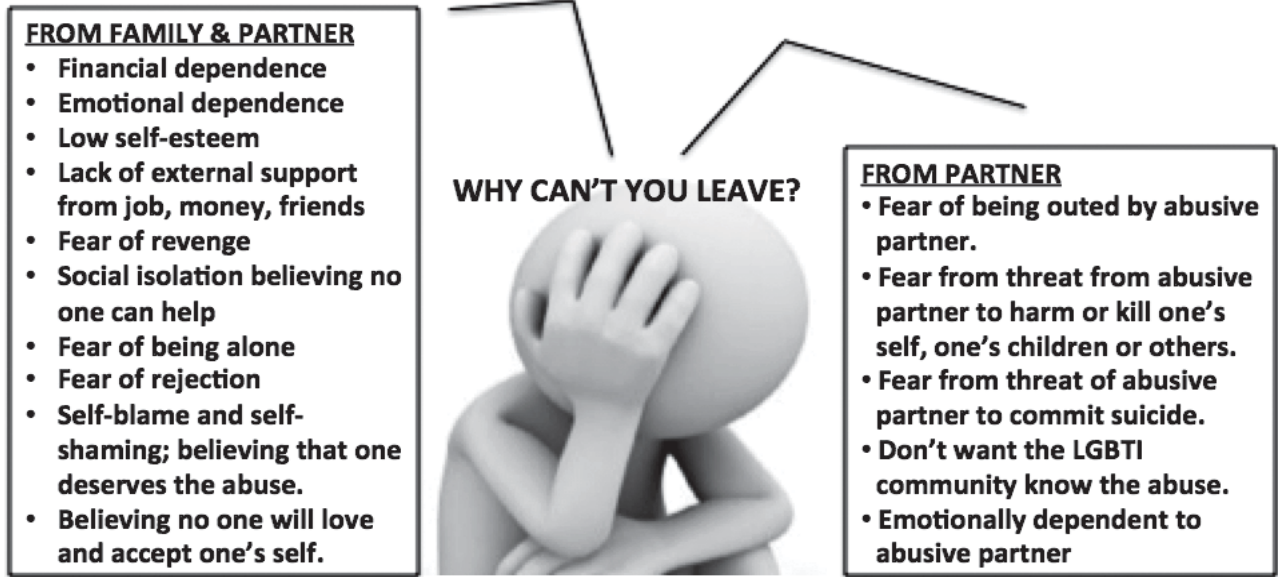 FROM FAMILY & PARTNER
• Financial dependence
• Emotional dependence
• Low self-esteem
• Lack of external support
from job, money, friends
• Fear of revenge
• Social isolation believing no
one can help
• Fear of being alone
• Fear of rejection
• Self-blame and self-
shaming; believing that one
deserves the abuse.
• Believing no one will love
and accept one's self.
WHY CAN'T YOU LEAVE?
FROM PARTNER
• Fear of being outed by abusive
partner.
• Fear from threat from abusive
partner to harm or kill one's
self, one's children or others.
• Fear from threat of abusive
partner to commit suicide.
• Don't want the LGBTI
community know the abuse.
• Emotionally dependent to
abusive partner